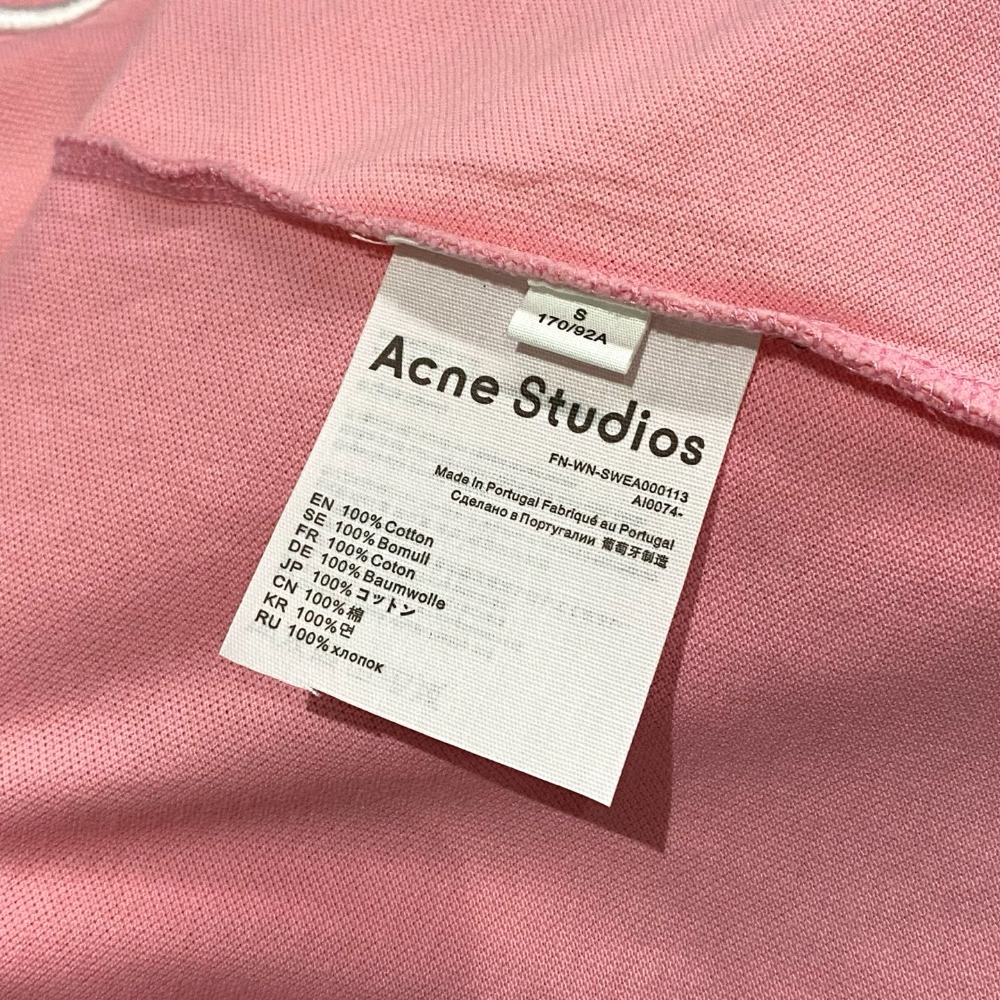 S
170/92A
Acne Studios
FN-WN-SWEA000113
AI0074-
Made In Portugal Fabriqué au Portugal
Сделано в Португалии 葡萄牙制造
EN 100% Cotton
SE 100% Bomull
FR 100% Coton
DE 100% Baumwolle
JP 100% コットン
CN 100% 棉
KR 100% 면
RU 100% хлопок